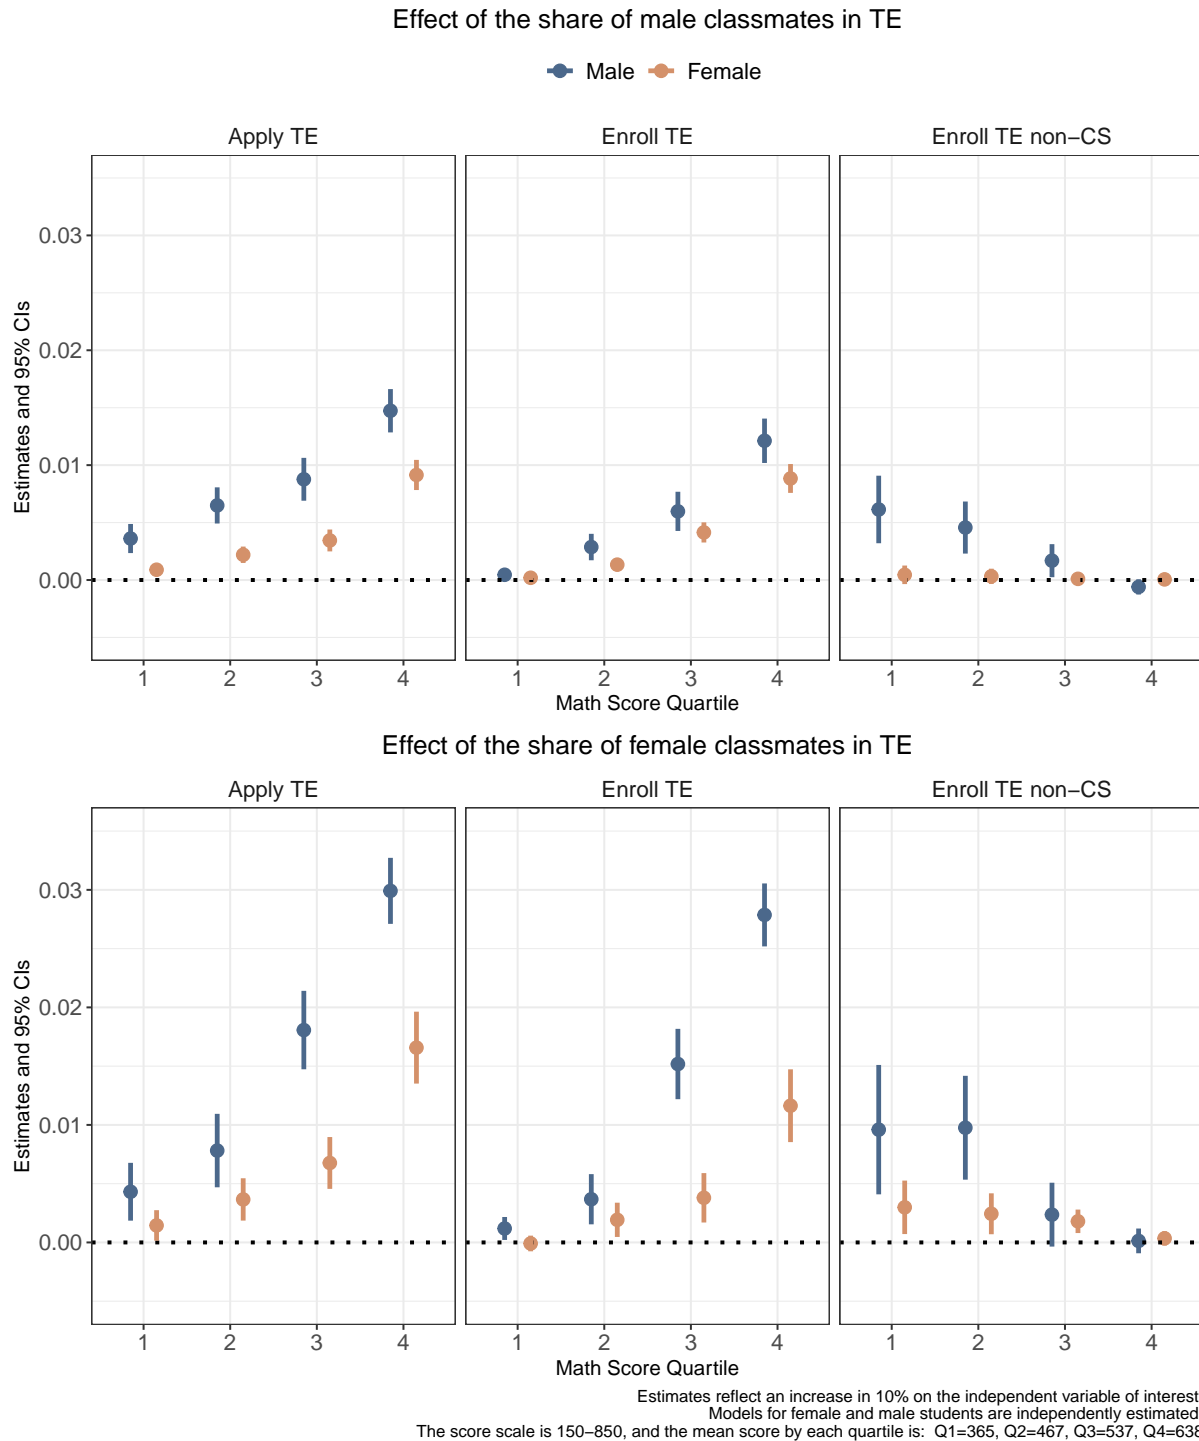 Effect of the share of male classmates in TE
Male Female
Apply TE Enroll TE Enroll TE non−CS
0.03
0.02
0.01
0.00
Estimates and 95% CIs
1 2 3 4 1 2 3 4 1 2 3 4
Math Score Quartile
Effect of the share of female classmates in TE
Apply TE Enroll TE Enroll TE non−CS
0.03
0.02
0.01
0.00
Estimates and 95% CIs
1 2 3 4 1 2 3 4 1 2 3 4
Math Score Quartile
Estimates reflect an increase in 10% on the independent variable of interest
Models for female and male students are independently estimated
The score scale is 150−850, and the mean score by each quartile is: Q1=365, Q2=467, Q3=537,